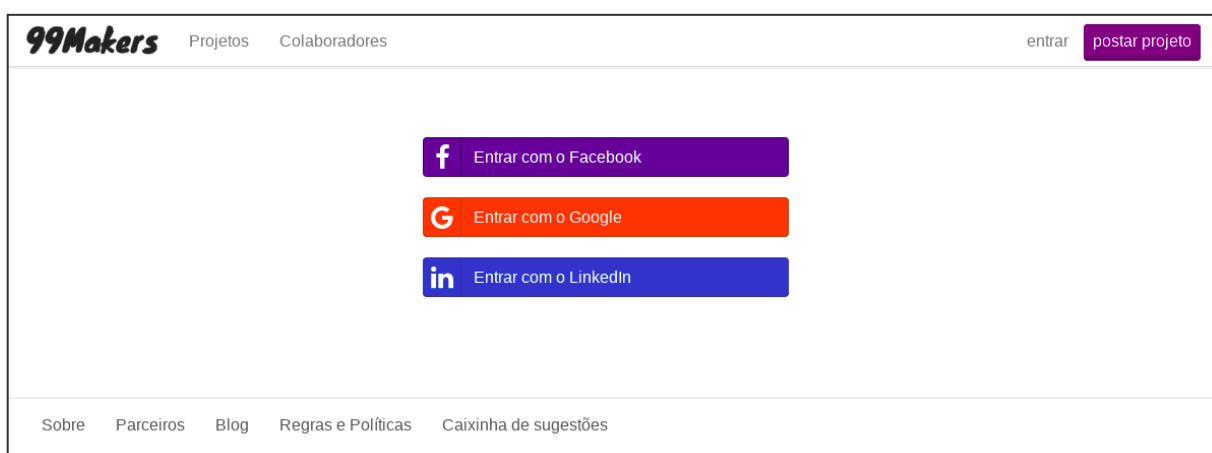 99Makers Projetos Colaboradores entrar postar projeto
Entrar com o Facebook
Entrar com o Google
Entrar com o LinkedIn
Sobre Parceiros Blog Regras e Políticas Caixinha de sugestões